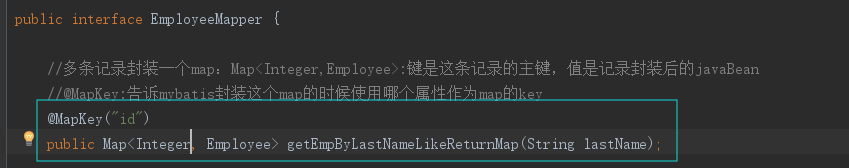 public interface EmployeeMapper {
//多条记录封装一个map：Map<Integer,Employee>:键是这条记录的主键，值是记录封装后的javaBean
//@MapKey:告诉mybatis封装这个map的时候使用哪个属性作为map的key
@MapKey("id")
public Map<Integer, Employee> getEmpByLastNameLikeReturnMap(String lastName);